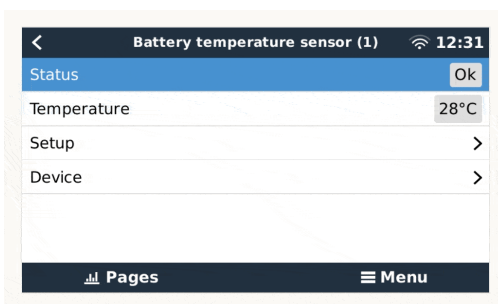 Battery temperature sensor (1) 12:31
Status Ok
Temperature 28°C
Setup
Device
Pages Menu